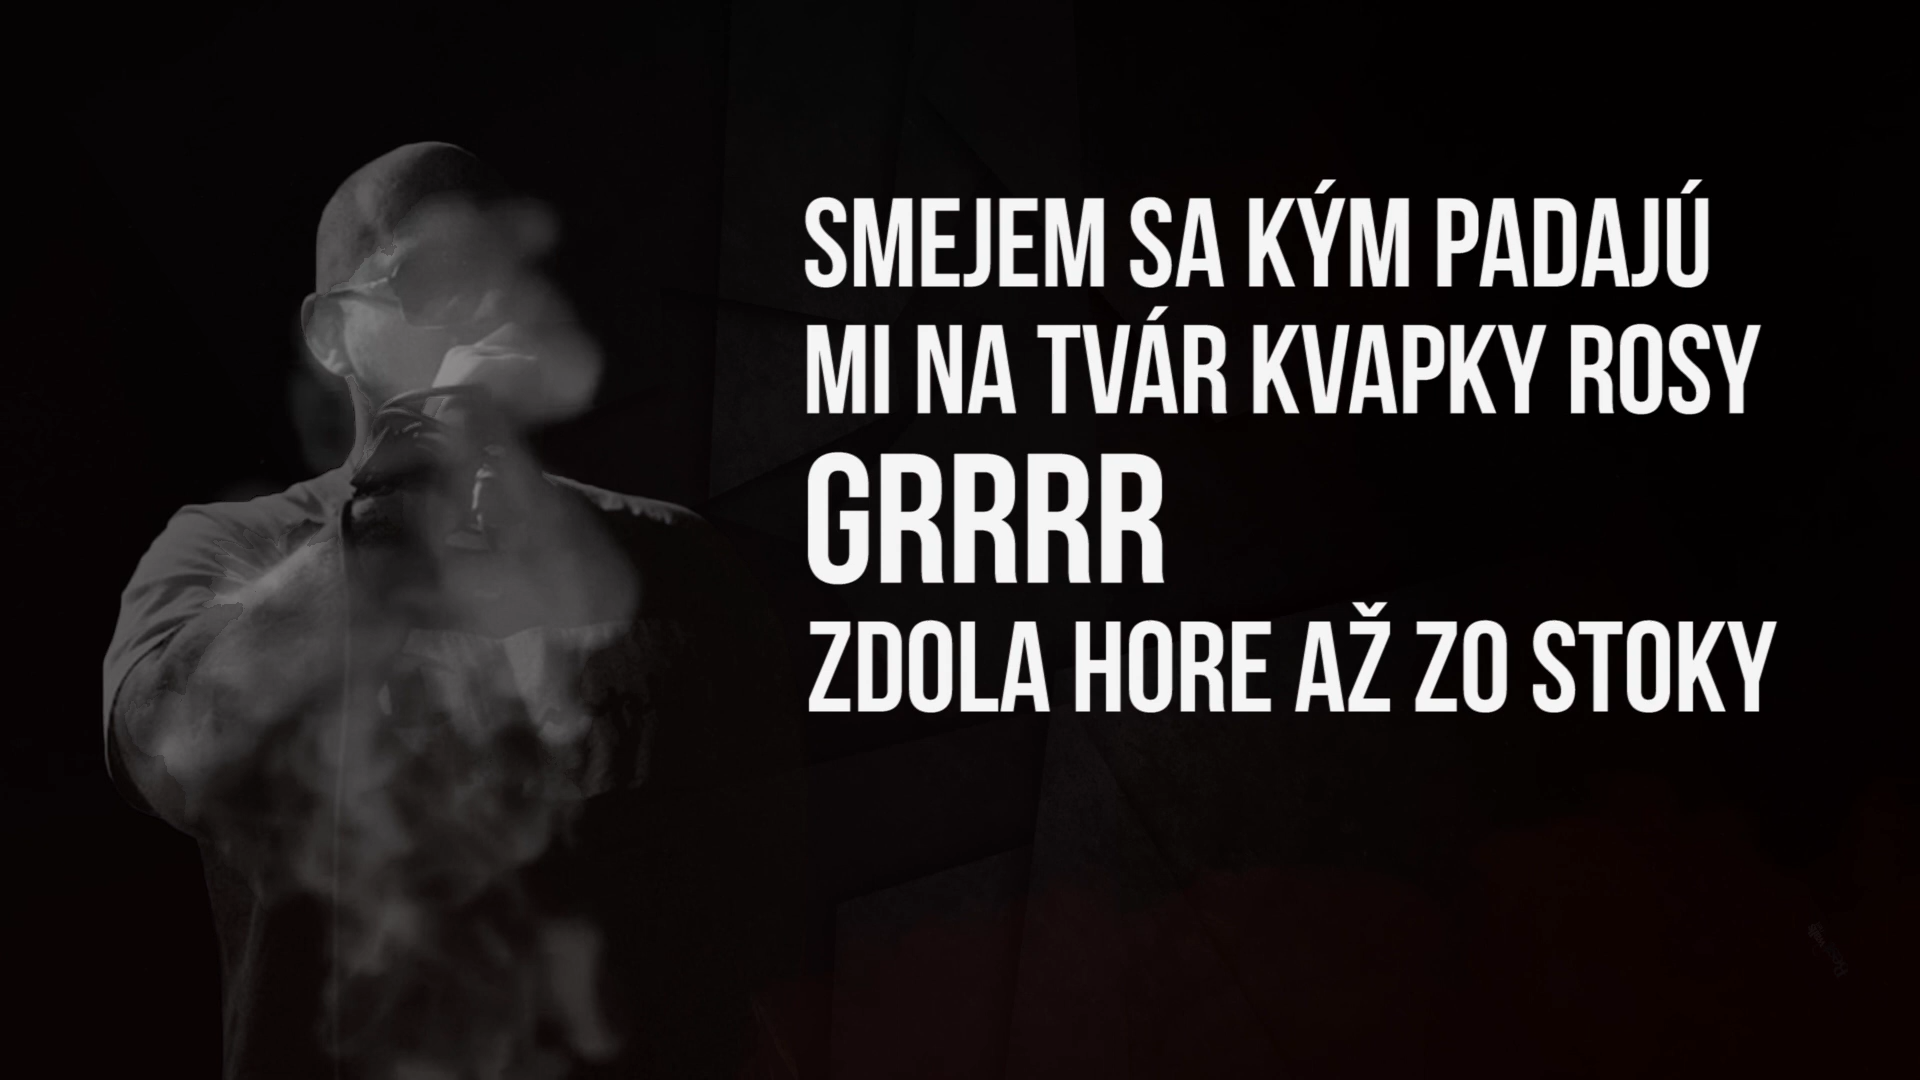 SMEJEM SA KÝM PADAJÚ
MI NA TVÁR KVAPKY ROSY
GRRRR
ZDOLA HORE AŽ ZO STOKY